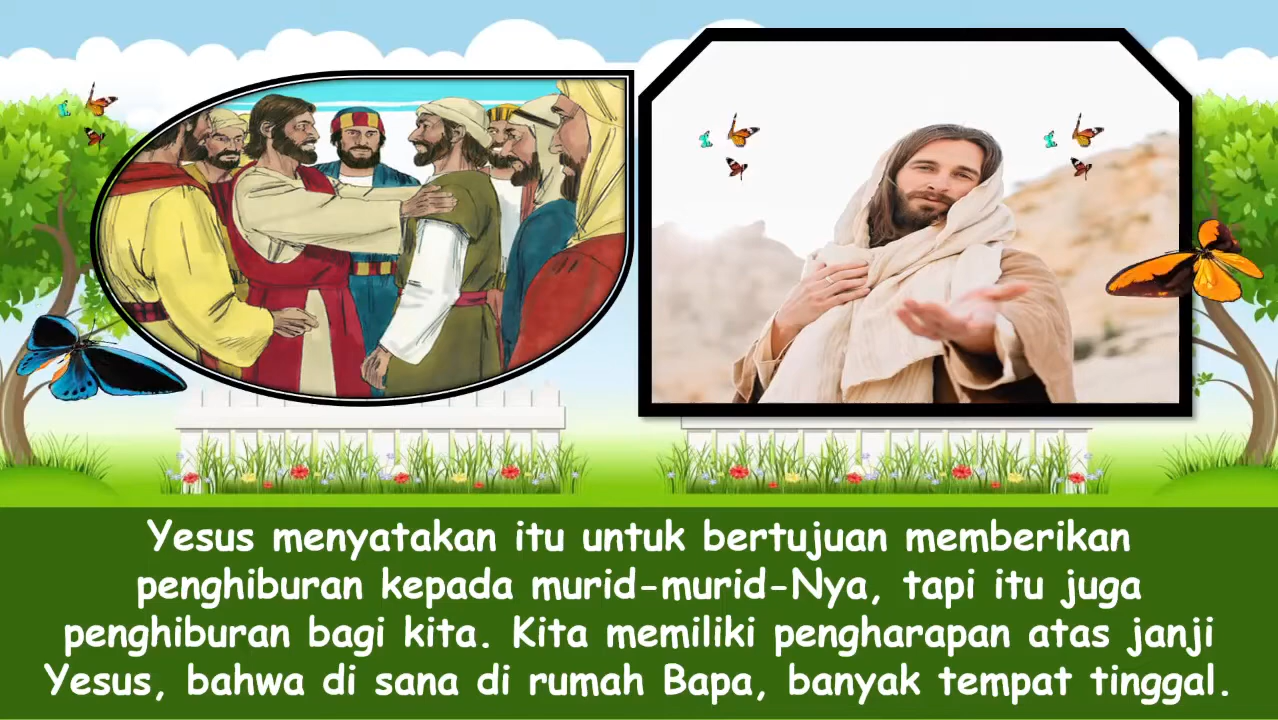 Yesus menyatakan itu untuk bertujuan memberikan
penghiburan kepada murid-murid-Nya, tapi itu juga
penghiburan bagi kita. Kita memiliki pengharapan atas janji
Yesus, bahwa di sana di rumah Bapa, banyak tempat tinggal.